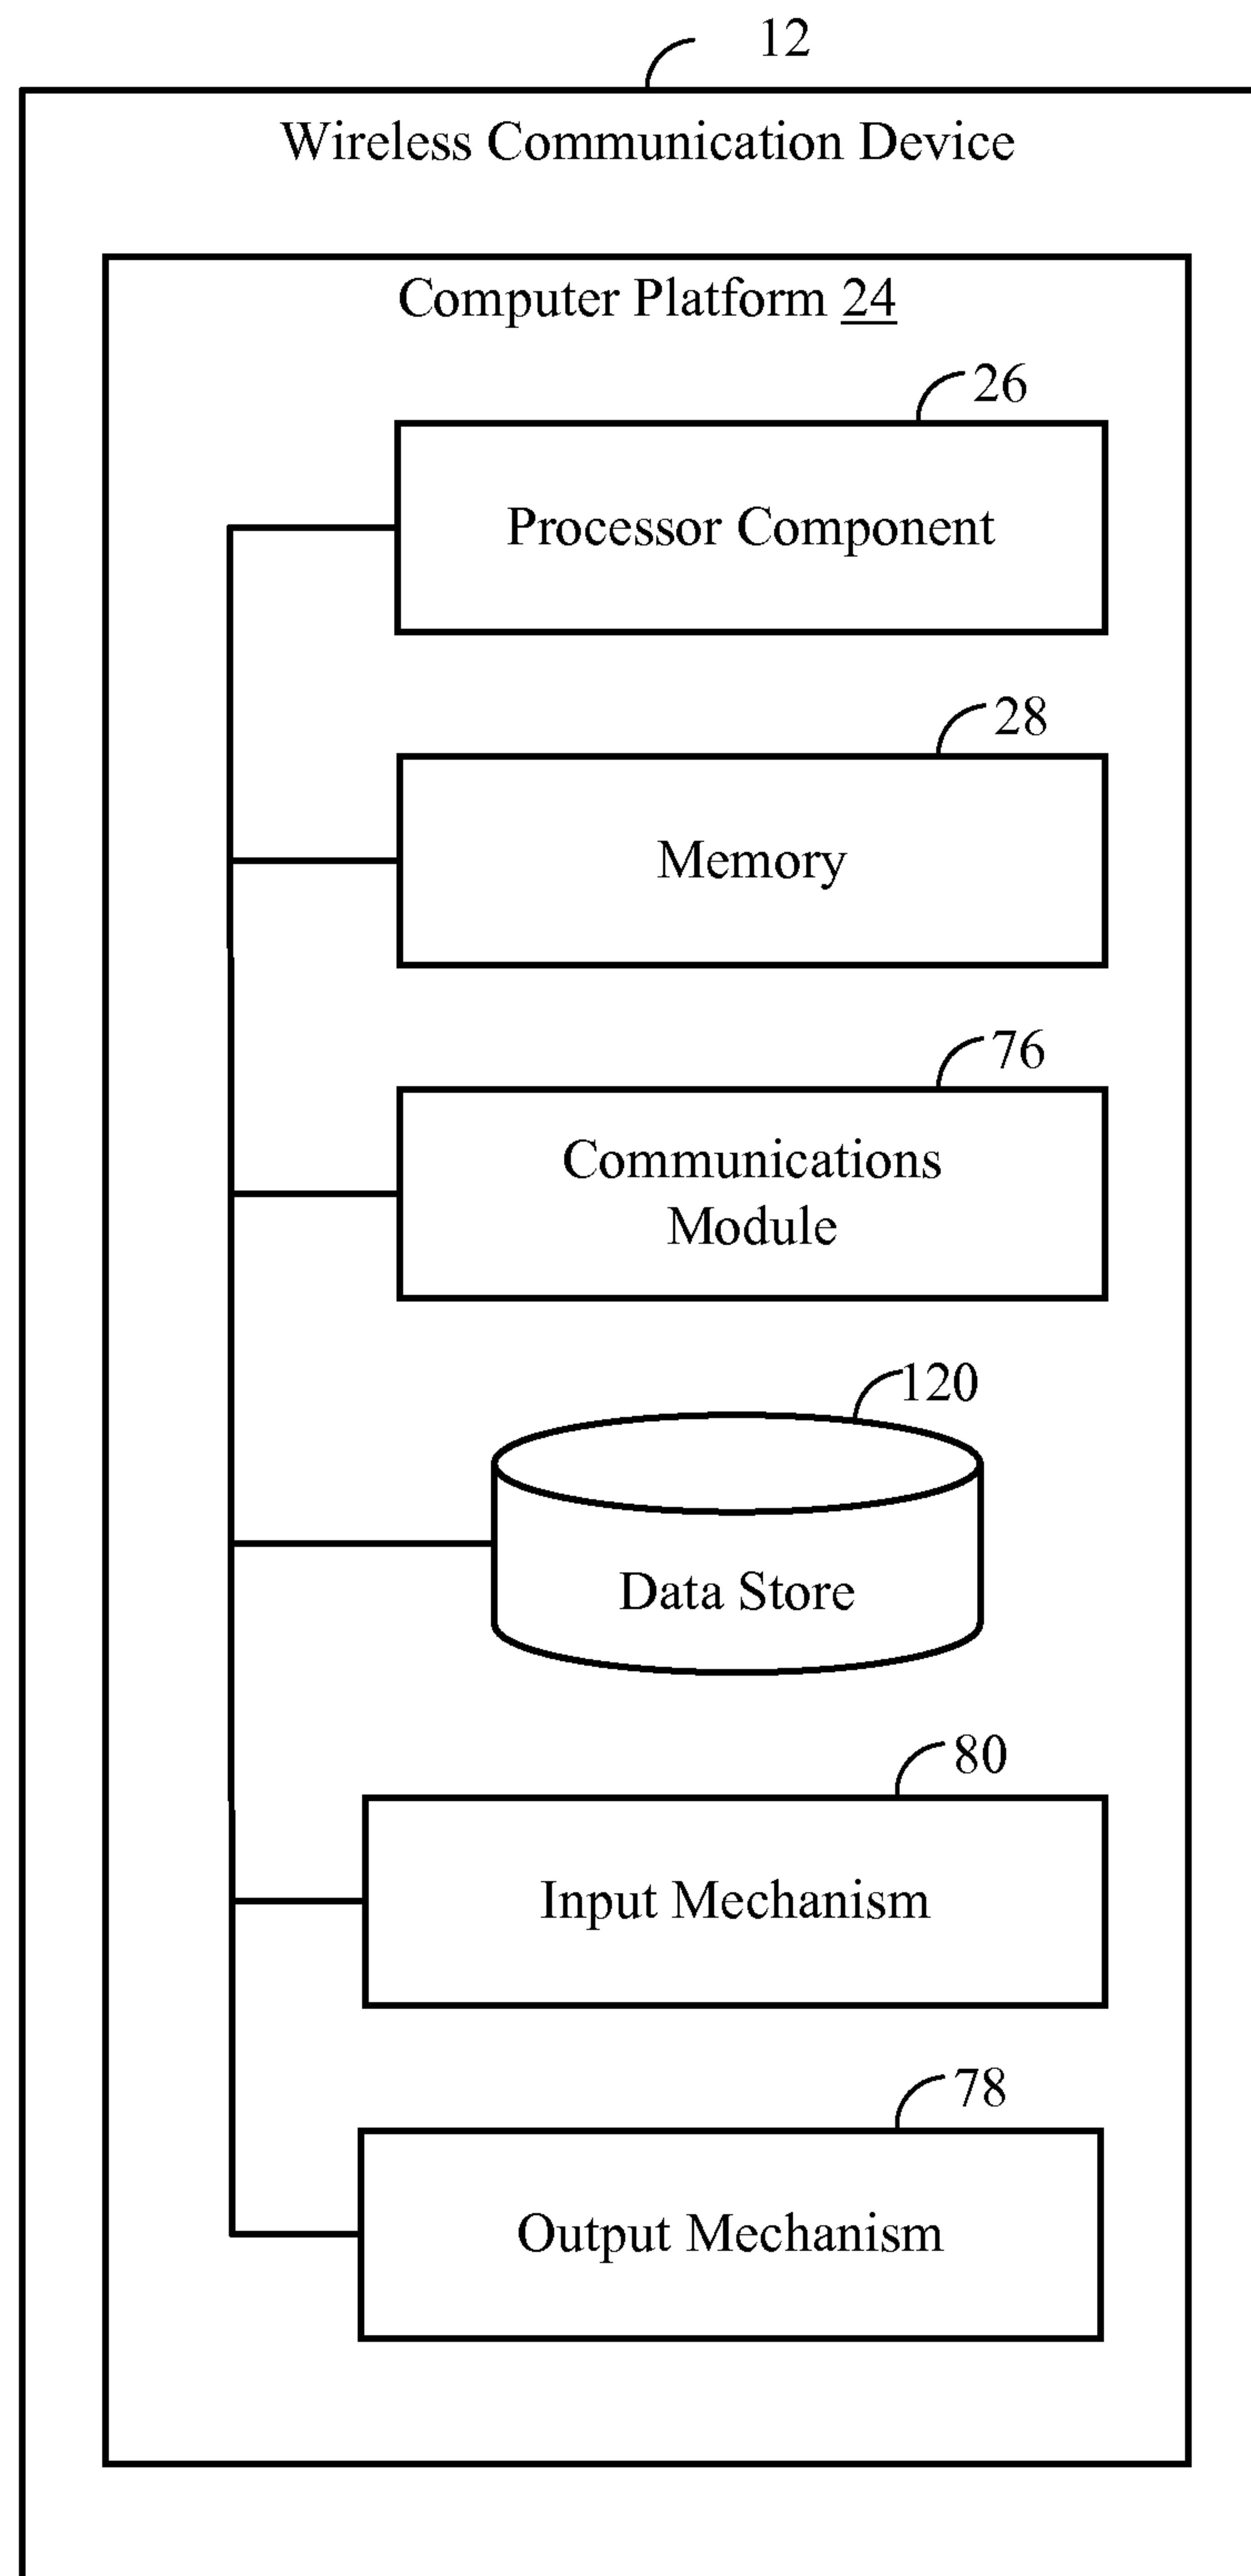 12
Wireless Communication Device
Computer Platform 24
26
Processor Component
28
Memory
76
Communications
Module
120
Data Store
80
Input Mechanism
78
Output Mechanism